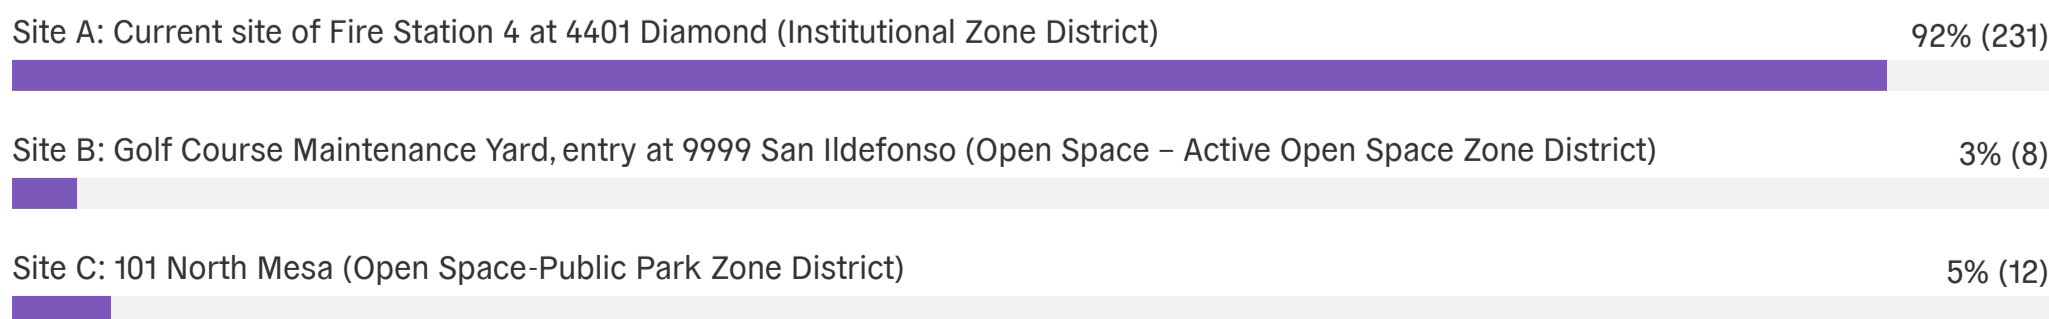 Site A: Current site of Fire Station 4 at 4401 Diamond (Institutional Zone District) 92% (231)
Site B: Golf Course Maintenance Yard, entry at 9999 San Ildefonso (Open Space – Active Open Space Zone District) 3% (8)
Site C: 101 North Mesa (Open Space-Public Park Zone District) 5% (12)